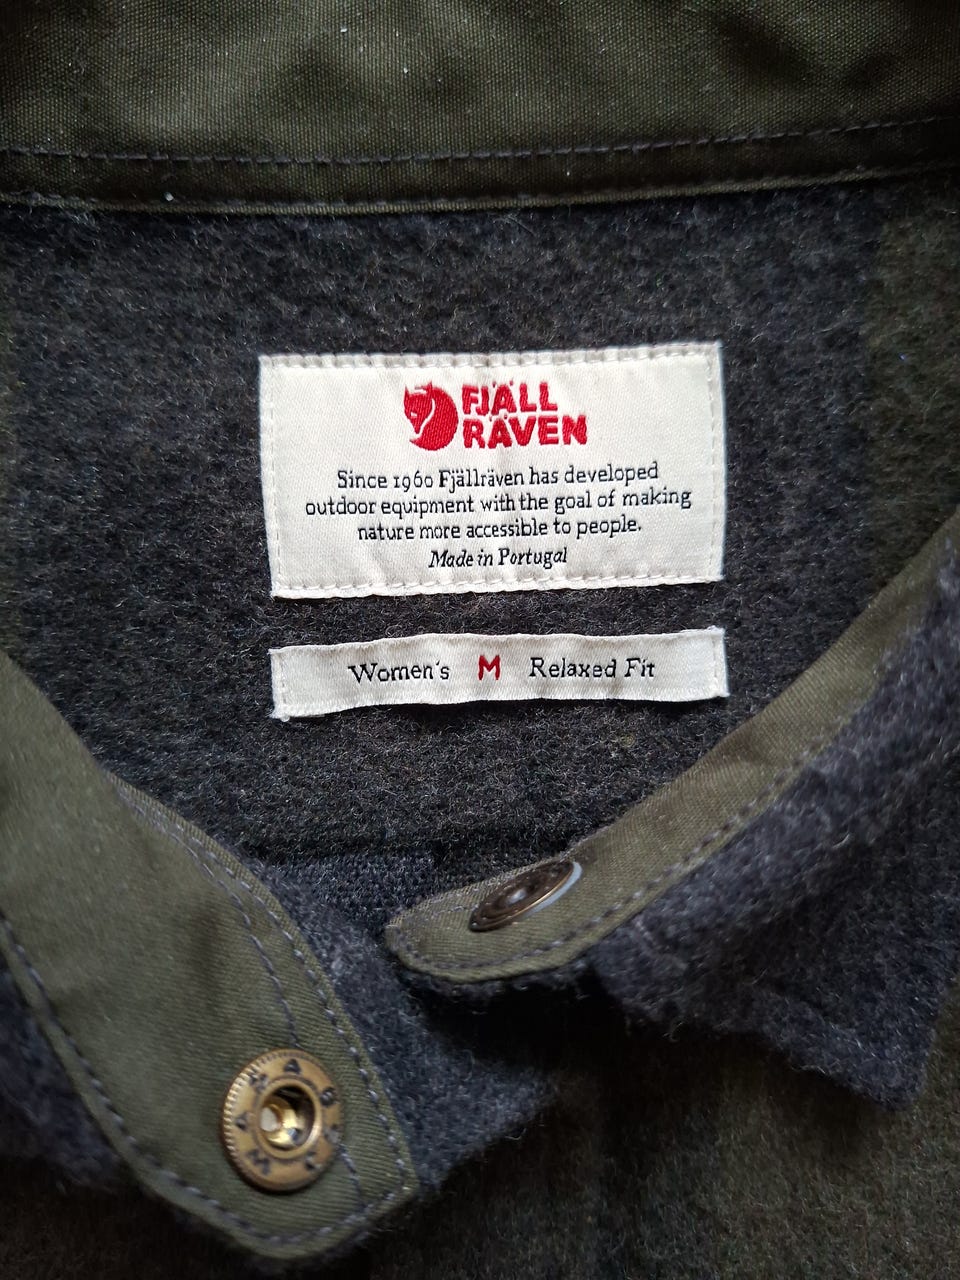 FJÄLL
RÄVEN
Since 1960 Fjällräven has developed
outdoor equipment with the goal of making
nature more accessible to people.
Made in Portugal
Women's M Relaxed Fit